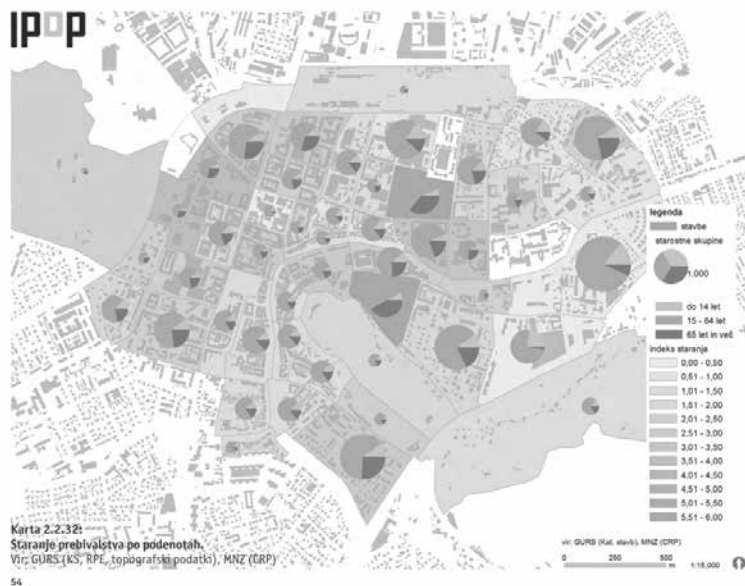 IPOP
legenda
stavbe
starostne skupine
1.000
do 14 let
15 - 64 let
65 let in več
indeks staranja
0,00 - 0,50
0,51 - 1,00
1,01 - 1,50
1,51 - 2,00
2,01 - 2,50
2,51 - 3,00
3,01 - 3,50
3,51 - 4,00
4,01 - 4,50
4,51 - 5,00
5,01 - 5,50
5,51 - 6,00
Karta 2.2.32:
Staranje prebivalstva po podenotah.
Vir: GURS (KS, RPE, topografski podatki), MNZ (CRP)
vir: GURS (Kat. stavb), MNZ (CRP)
0 250 500
m 1:15,000
54